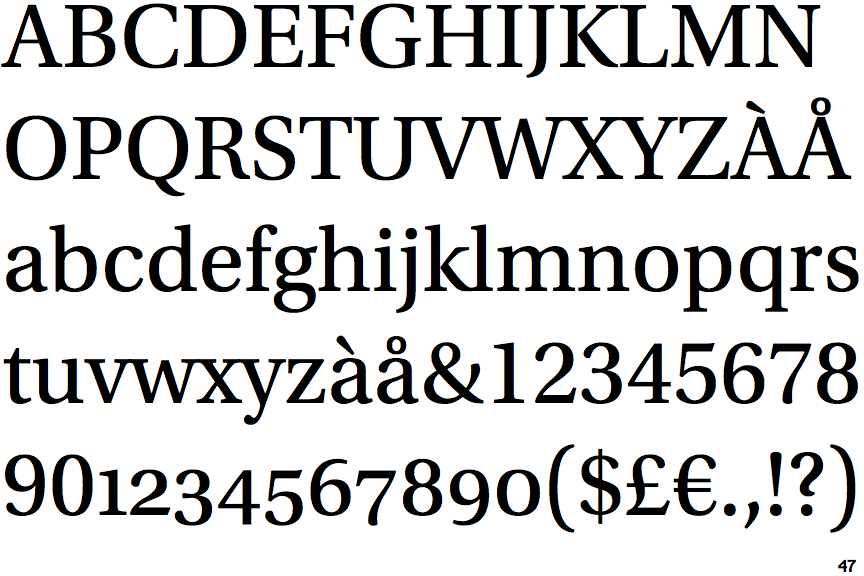 ABCDEFGHIJKLMN
OPQRSTUVWXYZÀÅ
abcdefghijklmnopqrs
tuvwxyzàå&12345678
901234567890($£€.,!?)
47